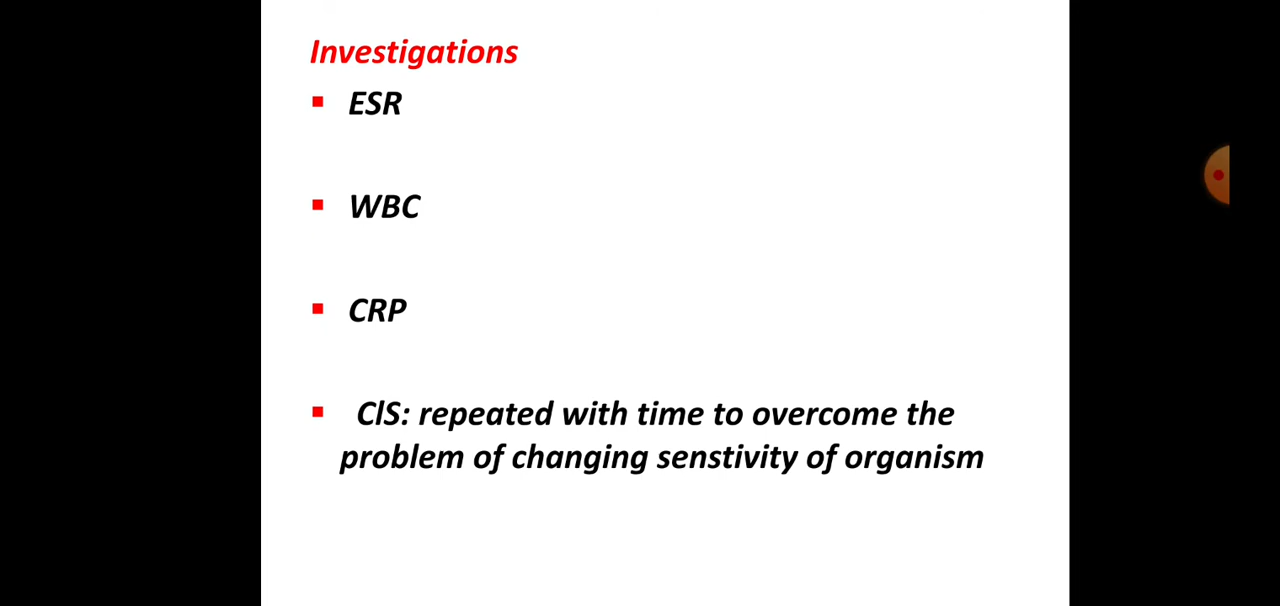 Investigations
▪ ESR
▪ WBC
▪ CRP
▪ ClS: repeated with time to overcome the
problem of changing senstivity of organism